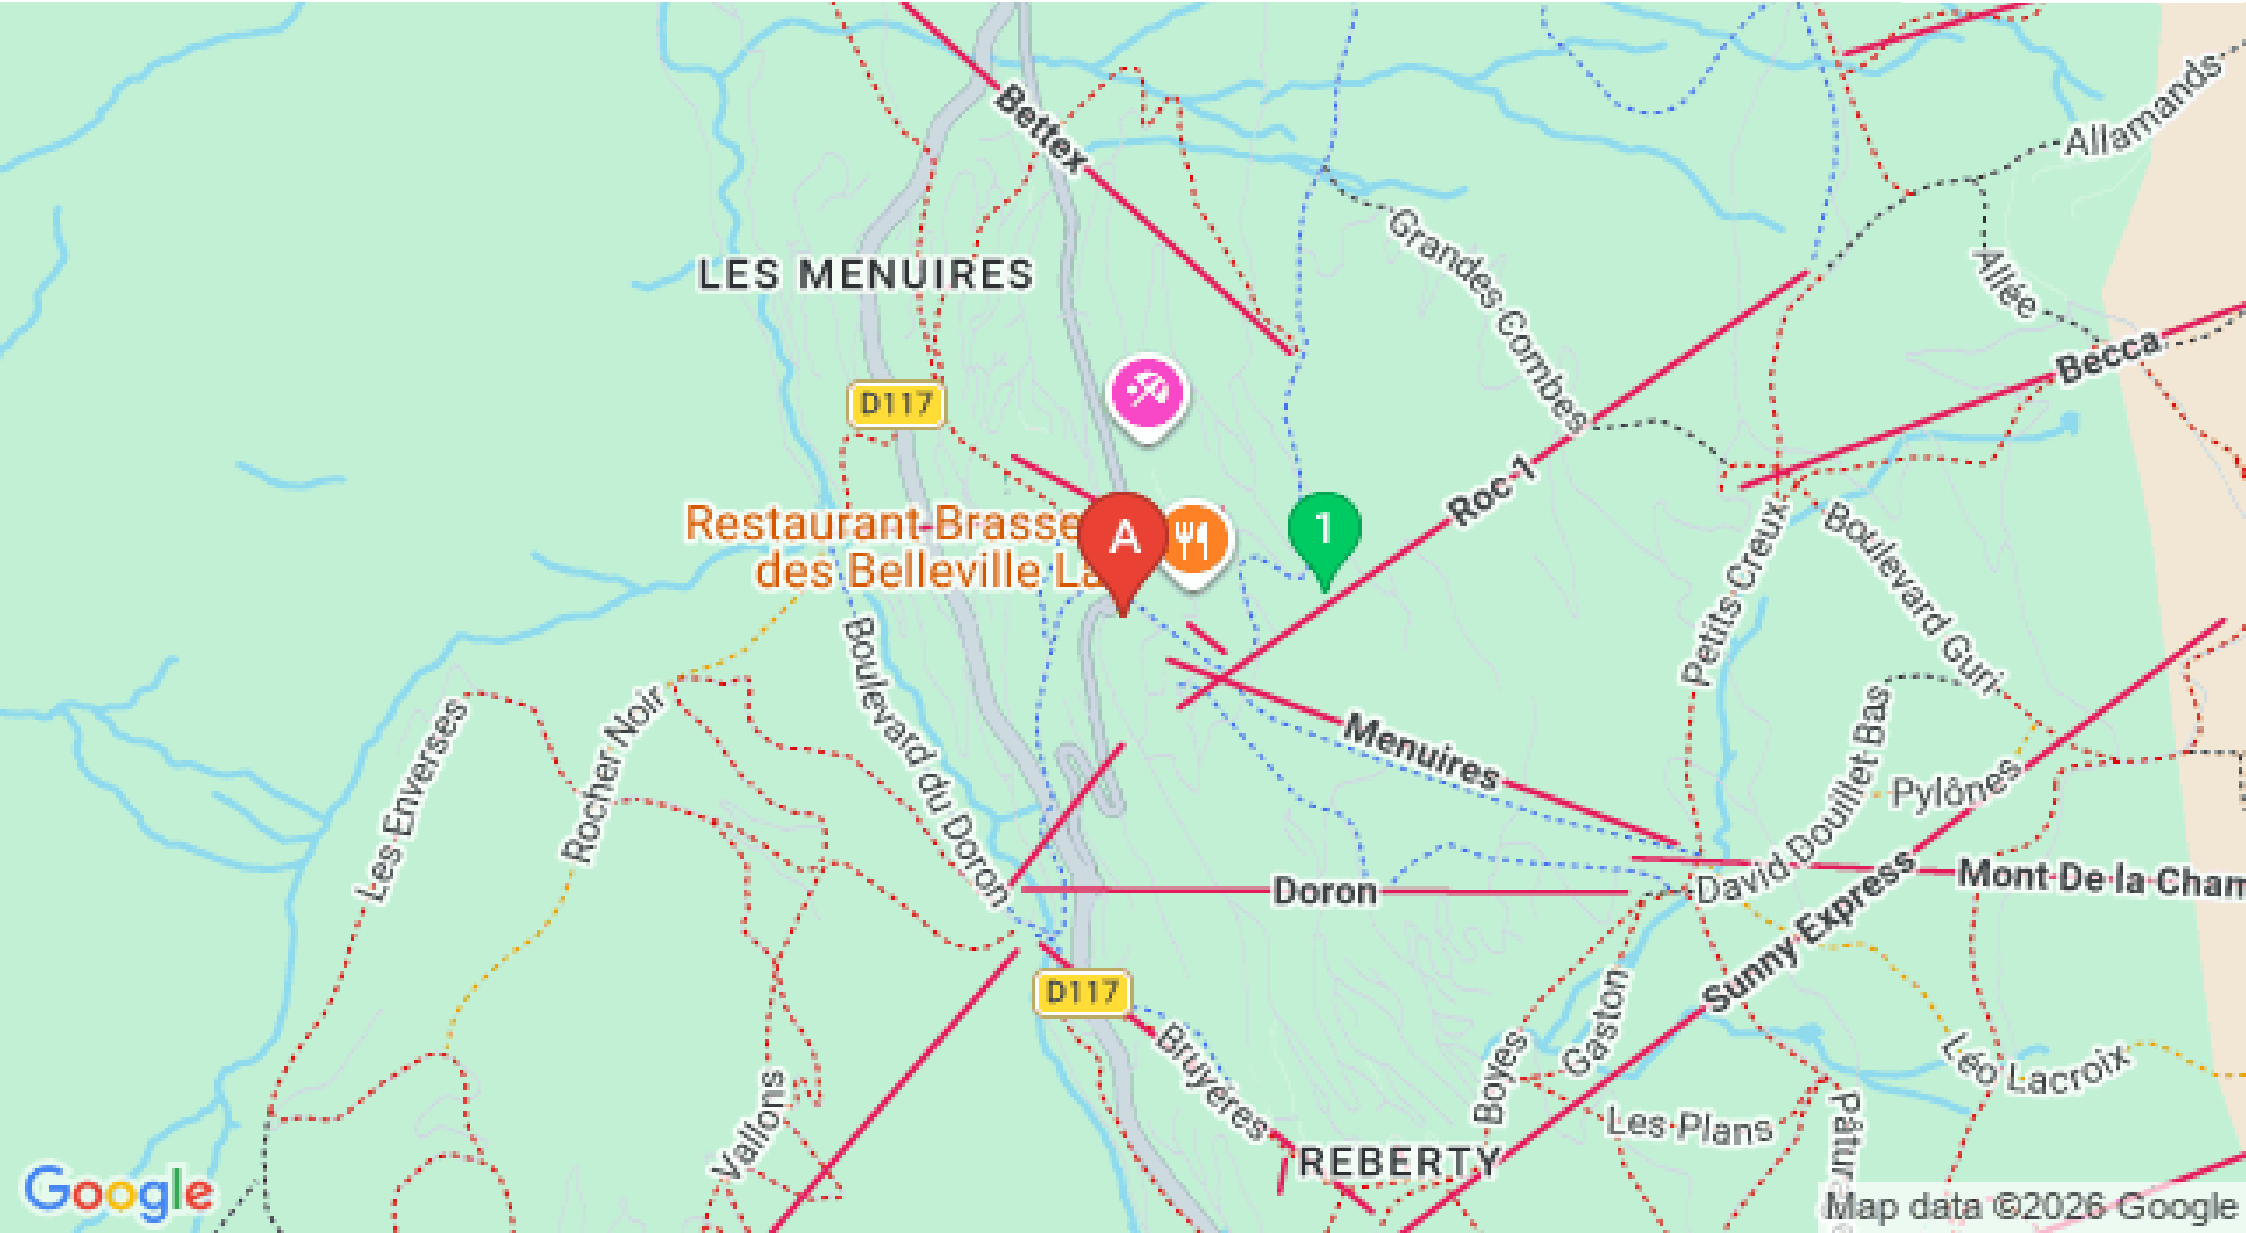 Bettex
Allamands
Grandes Combes
Allée
LES MENUIRES
Becca
D117
A
1
Roc 1
Restaurant Brasse
des Belleville La
Petits Creux
Boulevard Guri
Boulevard du Doron
Les Enverses
Rocher Noir
Menuires
David Douillet Bas
Pylônes
Doron
Mont De la Cham
Sunny Express
D117
Bruyères
Gaston
Boyes
Léo Lacroix
Les Plans
Vallons
REBERTY
Pâtur
Google
Map data ©2026 Google